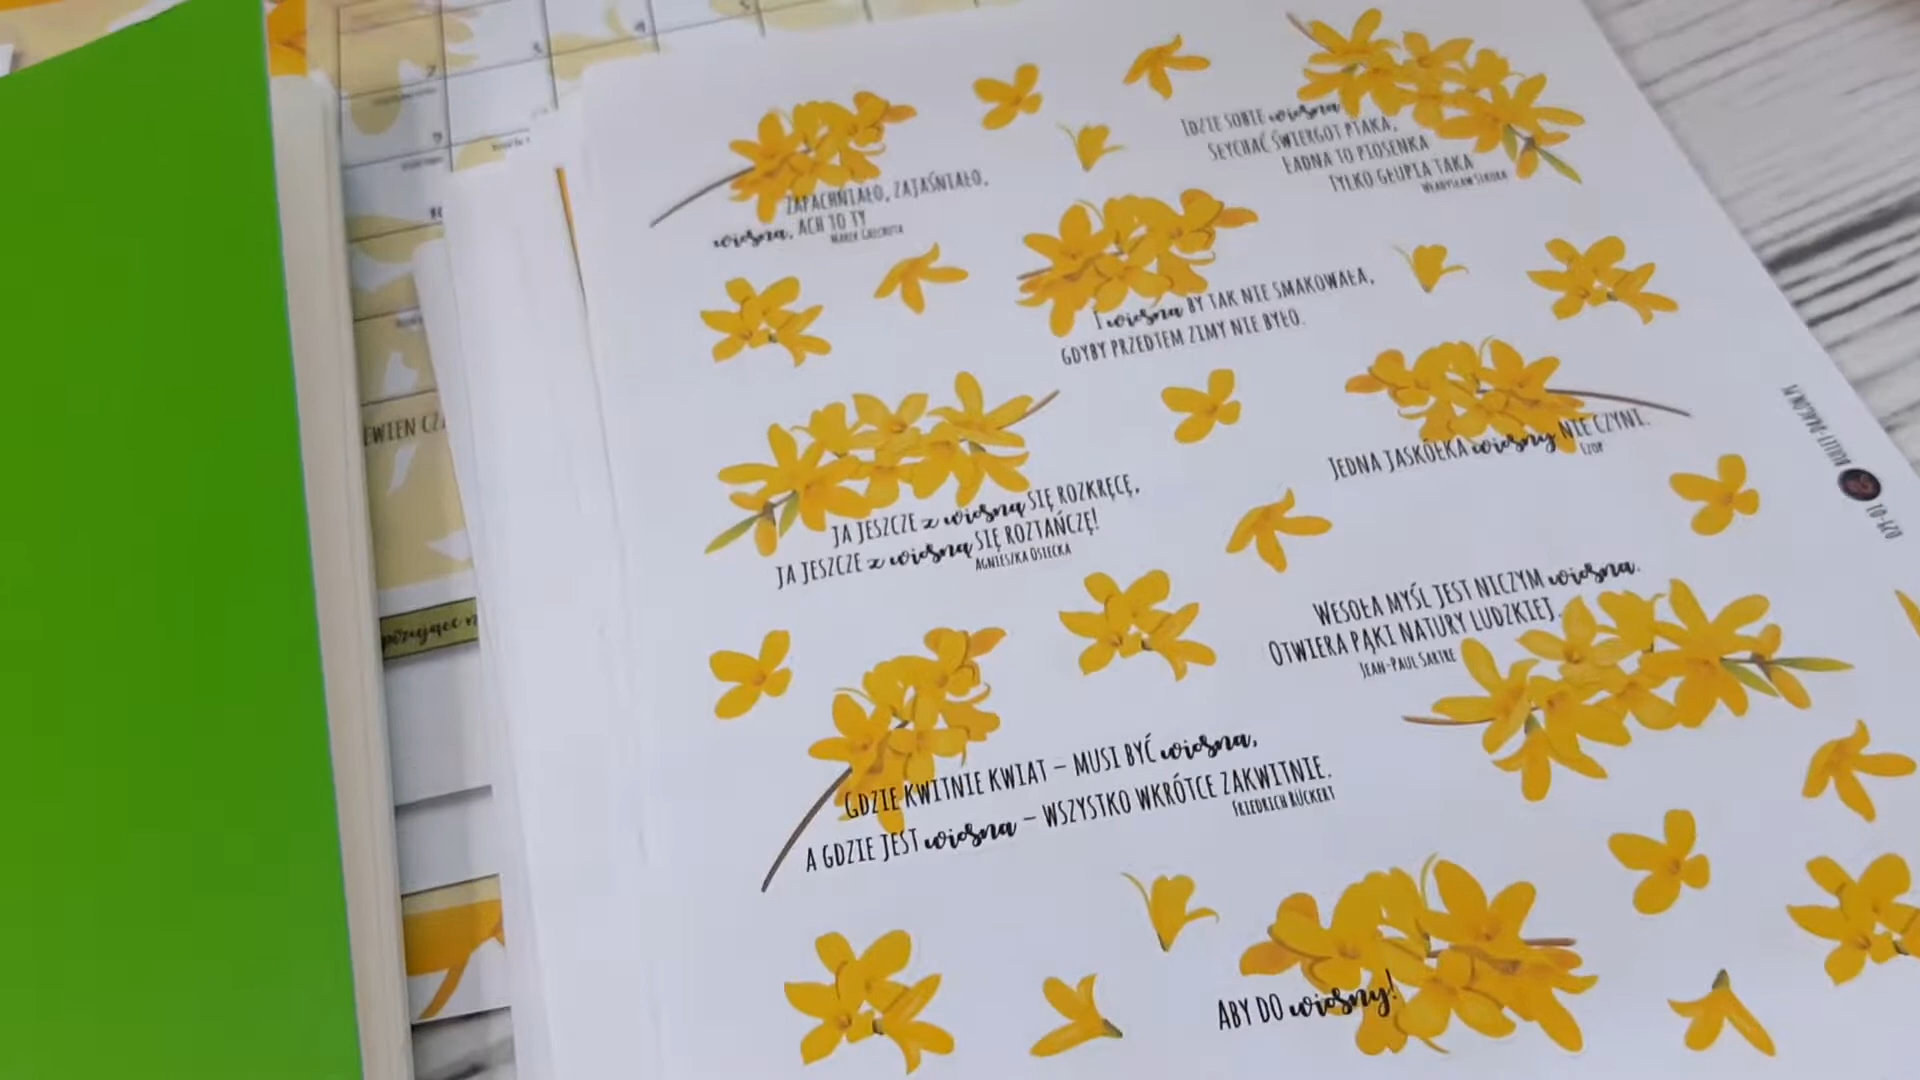 ZAPACHNIAŁO, ZAJAŚNIAŁO,
wiosna, ACH TO TY
MAREK GRECHUTA
IDZIE SOBIE wiosna
SŁYCHAĆ ŚWIERGOT PTAKA,
ŁADNA TO PIOSENKA
TYLKO GŁUPIA TAKA
WŁADYSŁAW SIKORA
I wiosna BY TAK NIE SMAKOWAŁA,
GDYBY PRZEDTEM ZIMY NIE BYŁO.
JEDNA JASKÓŁKA wiosny NIE CZYNI.
EZOP
JA JESZCZE z wiosną SIĘ ROZKRĘCĘ,
JA JESZCZE z wiosną SIĘ ROZTAŃCZĘ!
AGNIESZKA OSIECKA
WESOŁA MYŚL JEST NICZYM wiosna.
OTWIERA PĄKI NATURY LUDZKIEJ.
JEAN-PAUL SARTRE
GDZIE KWITNIE KWIAT – MUSI BYĆ wiosna,
A GDZIE JEST wiosna – WSZYSTKO WKRÓTCE ZAKWITNIE.
FRIEDRICH RÜCKERT
ABY DO wiosny!
029-01